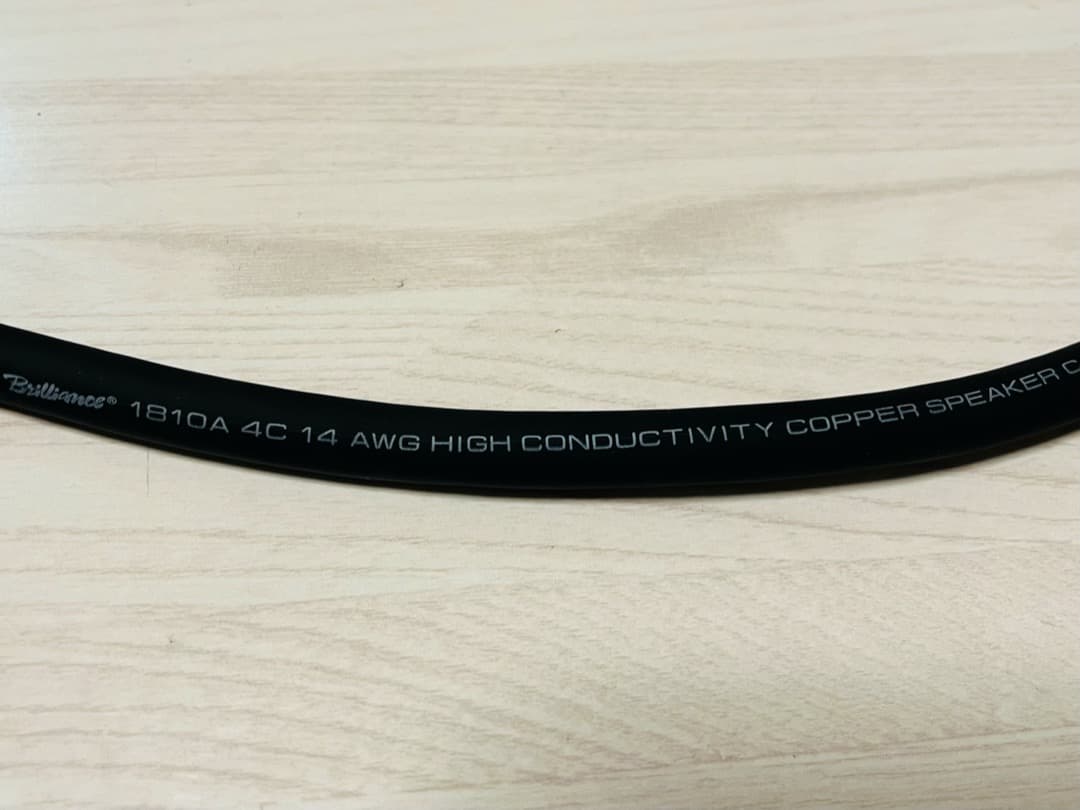 Brilliance® 1810A 4C 14 AWG HIGH CONDUCTIVITY COPPER SPEAKER C